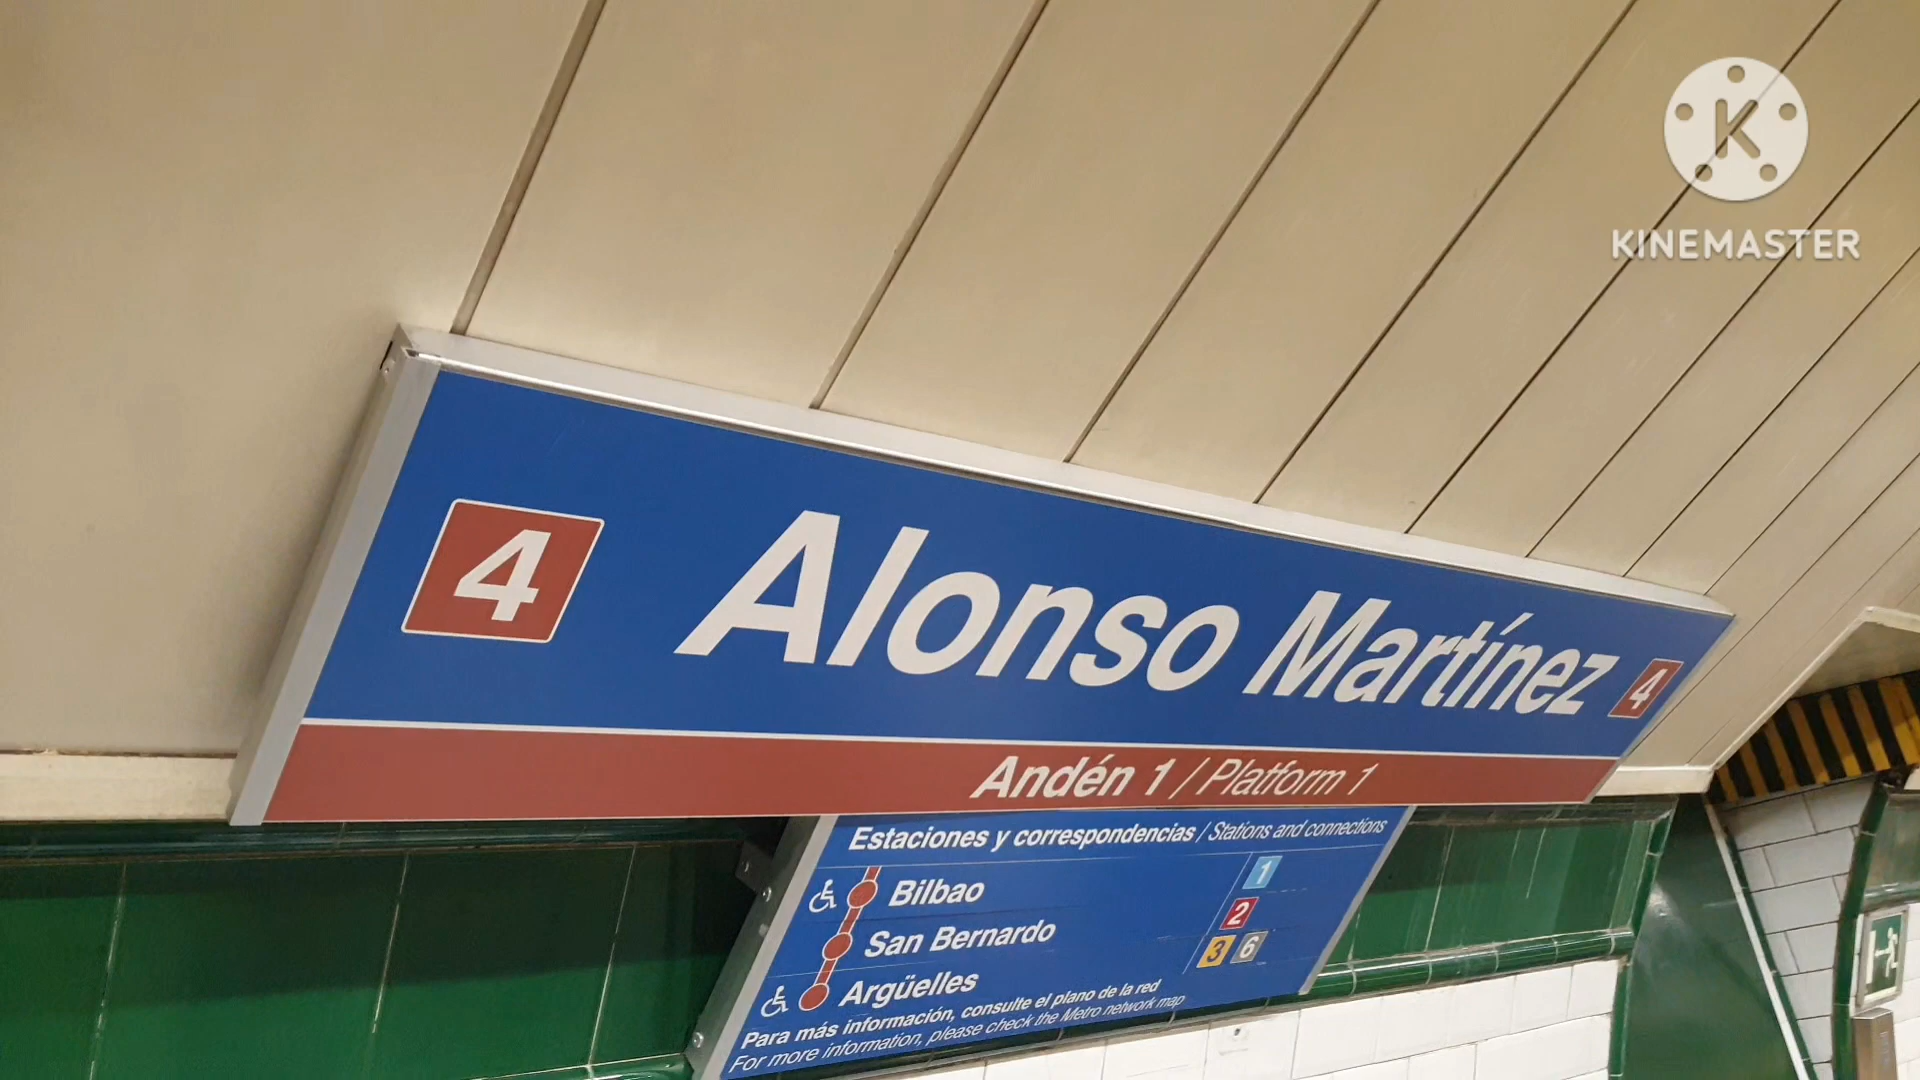 K
KINEMASTER
4 Alonso Martínez 4
Andén 1 / Platform 1
Estaciones y correspondencias / Stations and connections
Bilbao 1
San Bernardo 2
Argüelles 3 6
Para más información, consulte el plano de la red
For more information, please check the Metro network map